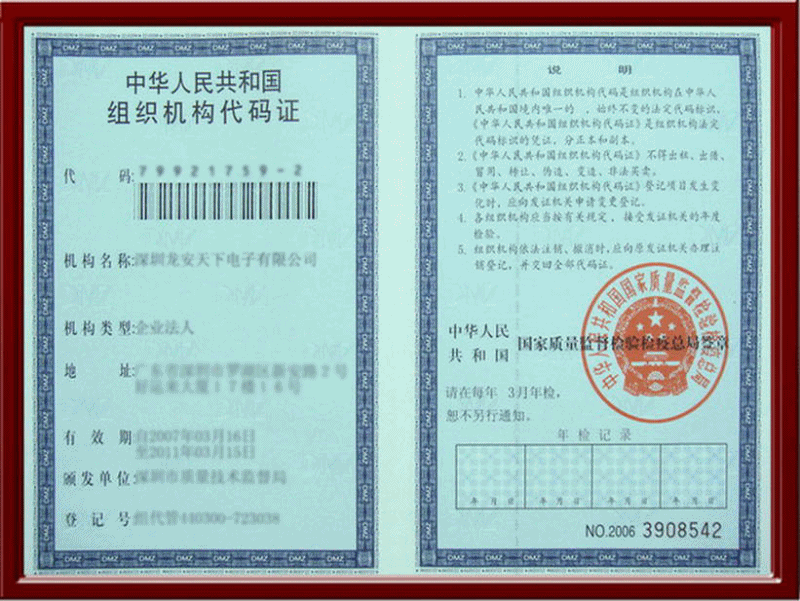 中华人民共和国
组织机构代码证
代 码:79921759-2
机构名称:深圳龙安天下电子有限公司
机构类型:企业法人
地 址:广东省深圳市罗湖区新安路2号
好运来大厦17楼16号
有效期自2007年03月16日
至2011年03月15日
颁发单位:深圳市质量技术监督局
登记号组代管440300-723038
说 明
1. 中华人民共和国组织机构代码是组织机构在中华人
民共和国境内唯一的、始终不变的法定代码标识，
《中华人民共和国组织机构代码证》是组织机构法定
代码标识的凭证，分正本和副本。
2.《中华人民共和国组织机构代码证》不得出租、出借、
冒用、转让、伪造、变造、非法买卖。
3.《中华人民共和国组织机构代码证》登记项目发生变
化时，应向发证机关申请变更登记。
4. 各组织机构应当按有关规定，接受发证机关的年度
检验。
5. 组织机构依法注销、撤消时，应向原发证机关办理注
销登记，并交回全部代码证。
中华人民
共和国 国家质量监督检验检疫总局签章
中华人民共和国国家质量监督检验检疫总局
请在每年 3月年检，
恕不另行通知。
年检记录
年 月 日 年 月 日 年 月 日 年 月 日
NO.2006 3908542